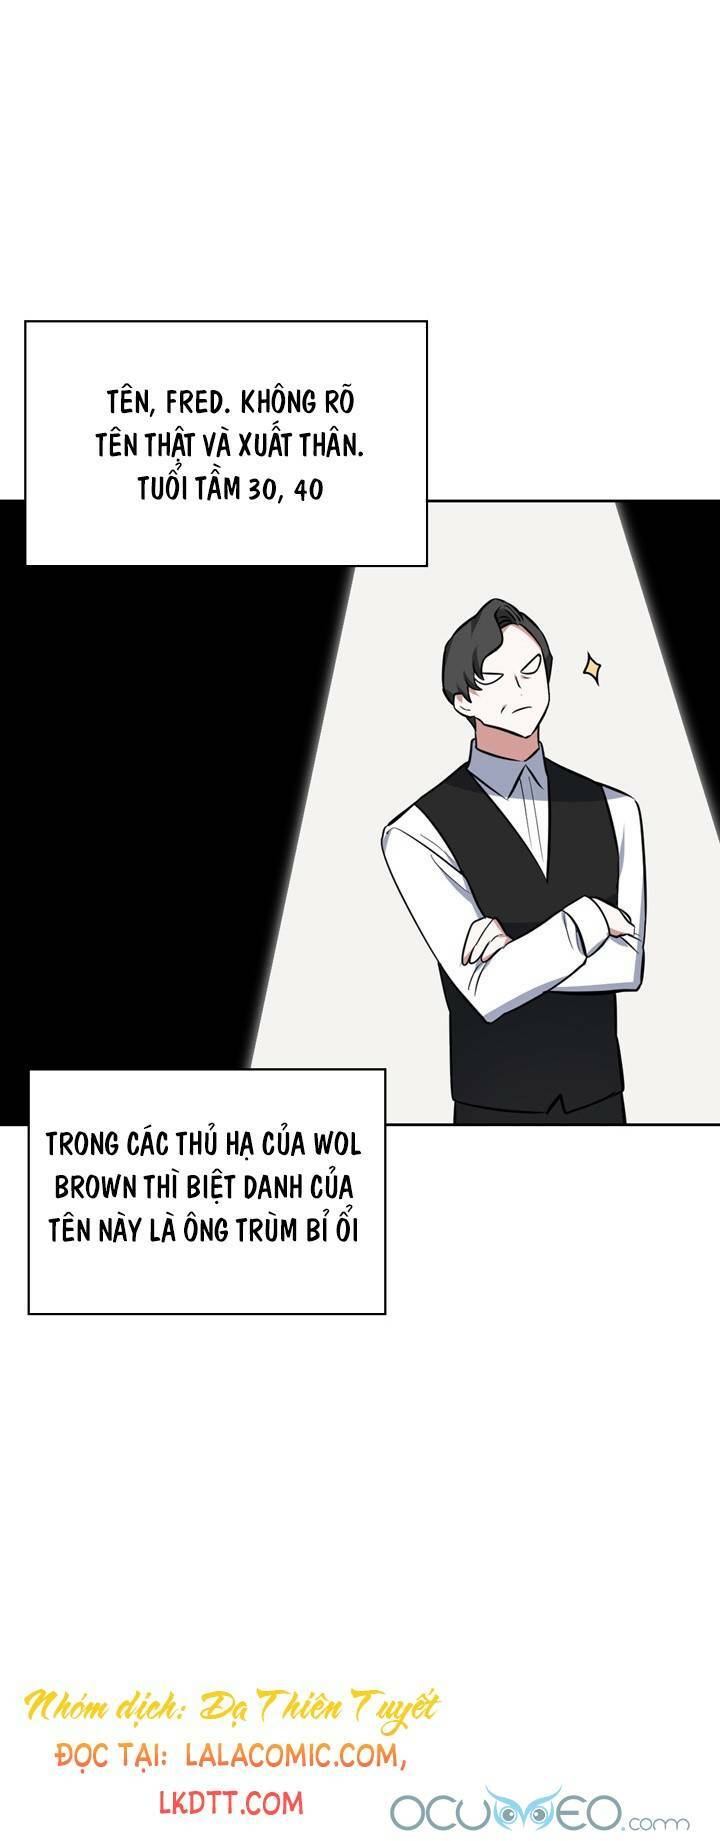 TÊN, FRED. KHÔNG RÕ
TÊN THẬT VÀ XUẤT THÂN.
TUỔI TẦM 30, 40
TRONG CÁC THỦ HẠ CỦA WOL
BROWN THÌ BIỆT DANH CỦA
TÊN NÀY LÀ ÔNG TRÙM BỈ ỔI
Nhóm dịch: Dạ Thiên Tuyết
ĐỌC TẠI: LALACOMIC.COM,
LKDTT.COM
OCUMEO.com